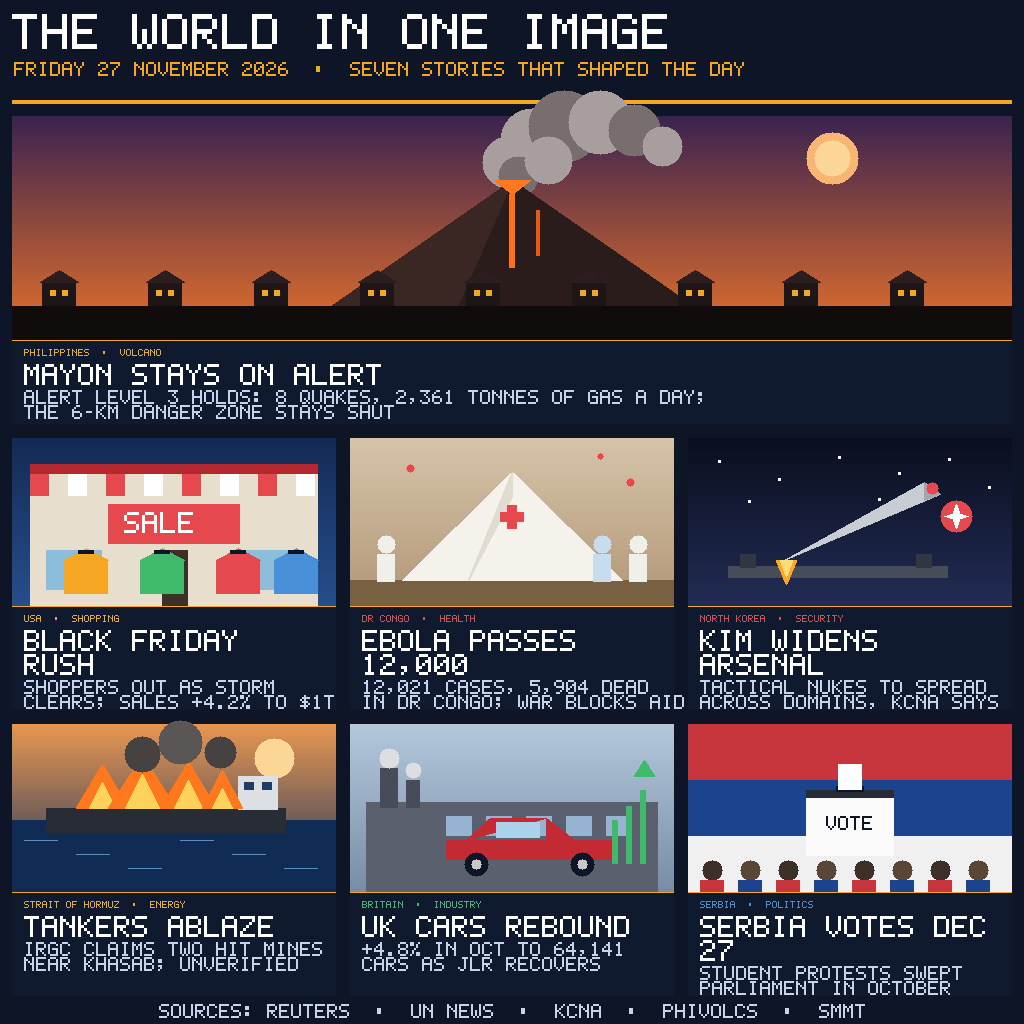 THE WORLD IN ONE IMAGE
FRIDAY 27 NOVEMBER 2026 • SEVEN STORIES THAT SHAPED THE DAY
PHILIPPINES • VOLCANO
MAYON STAYS ON ALERT
ALERT LEVEL 3 HOLDS: 8 QUAKES, 2,361 TONNES OF GAS A DAY;
THE 6-KM DANGER ZONE STAYS SHUT
SALE
USA • SHOPPING
BLACK FRIDAY
RUSH
SHOPPERS OUT AS STORM
CLEARS; SALES +4.2% TO $1T
DR CONGO • HEALTH
EBOLA PASSES
12,000
12,021 CASES, 5,904 DEAD
IN DR CONGO; WAR BLOCKS AID
NORTH KOREA • SECURITY
KIM WIDENS
ARSENAL
TACTICAL NUKES TO SPREAD
ACROSS DOMAINS, KCNA SAYS
STRAIT OF HORMUZ • ENERGY
TANKERS ABLAZE
IRGC CLAIMS TWO HIT MINES
NEAR KHASAB; UNVERIFIED
BRITAIN • INDUSTRY
UK CARS REBOUND
+4.8% IN OCT TO 64,141
CARS AS JLR RECOVERS
VOTE
SERBIA • POLITICS
SERBIA VOTES DEC
27
STUDENT PROTESTS SWEPT
PARLIAMENT IN OCTOBER
SOURCES: REUTERS • UN NEWS • KCNA • PHIVOLCS • SMMT